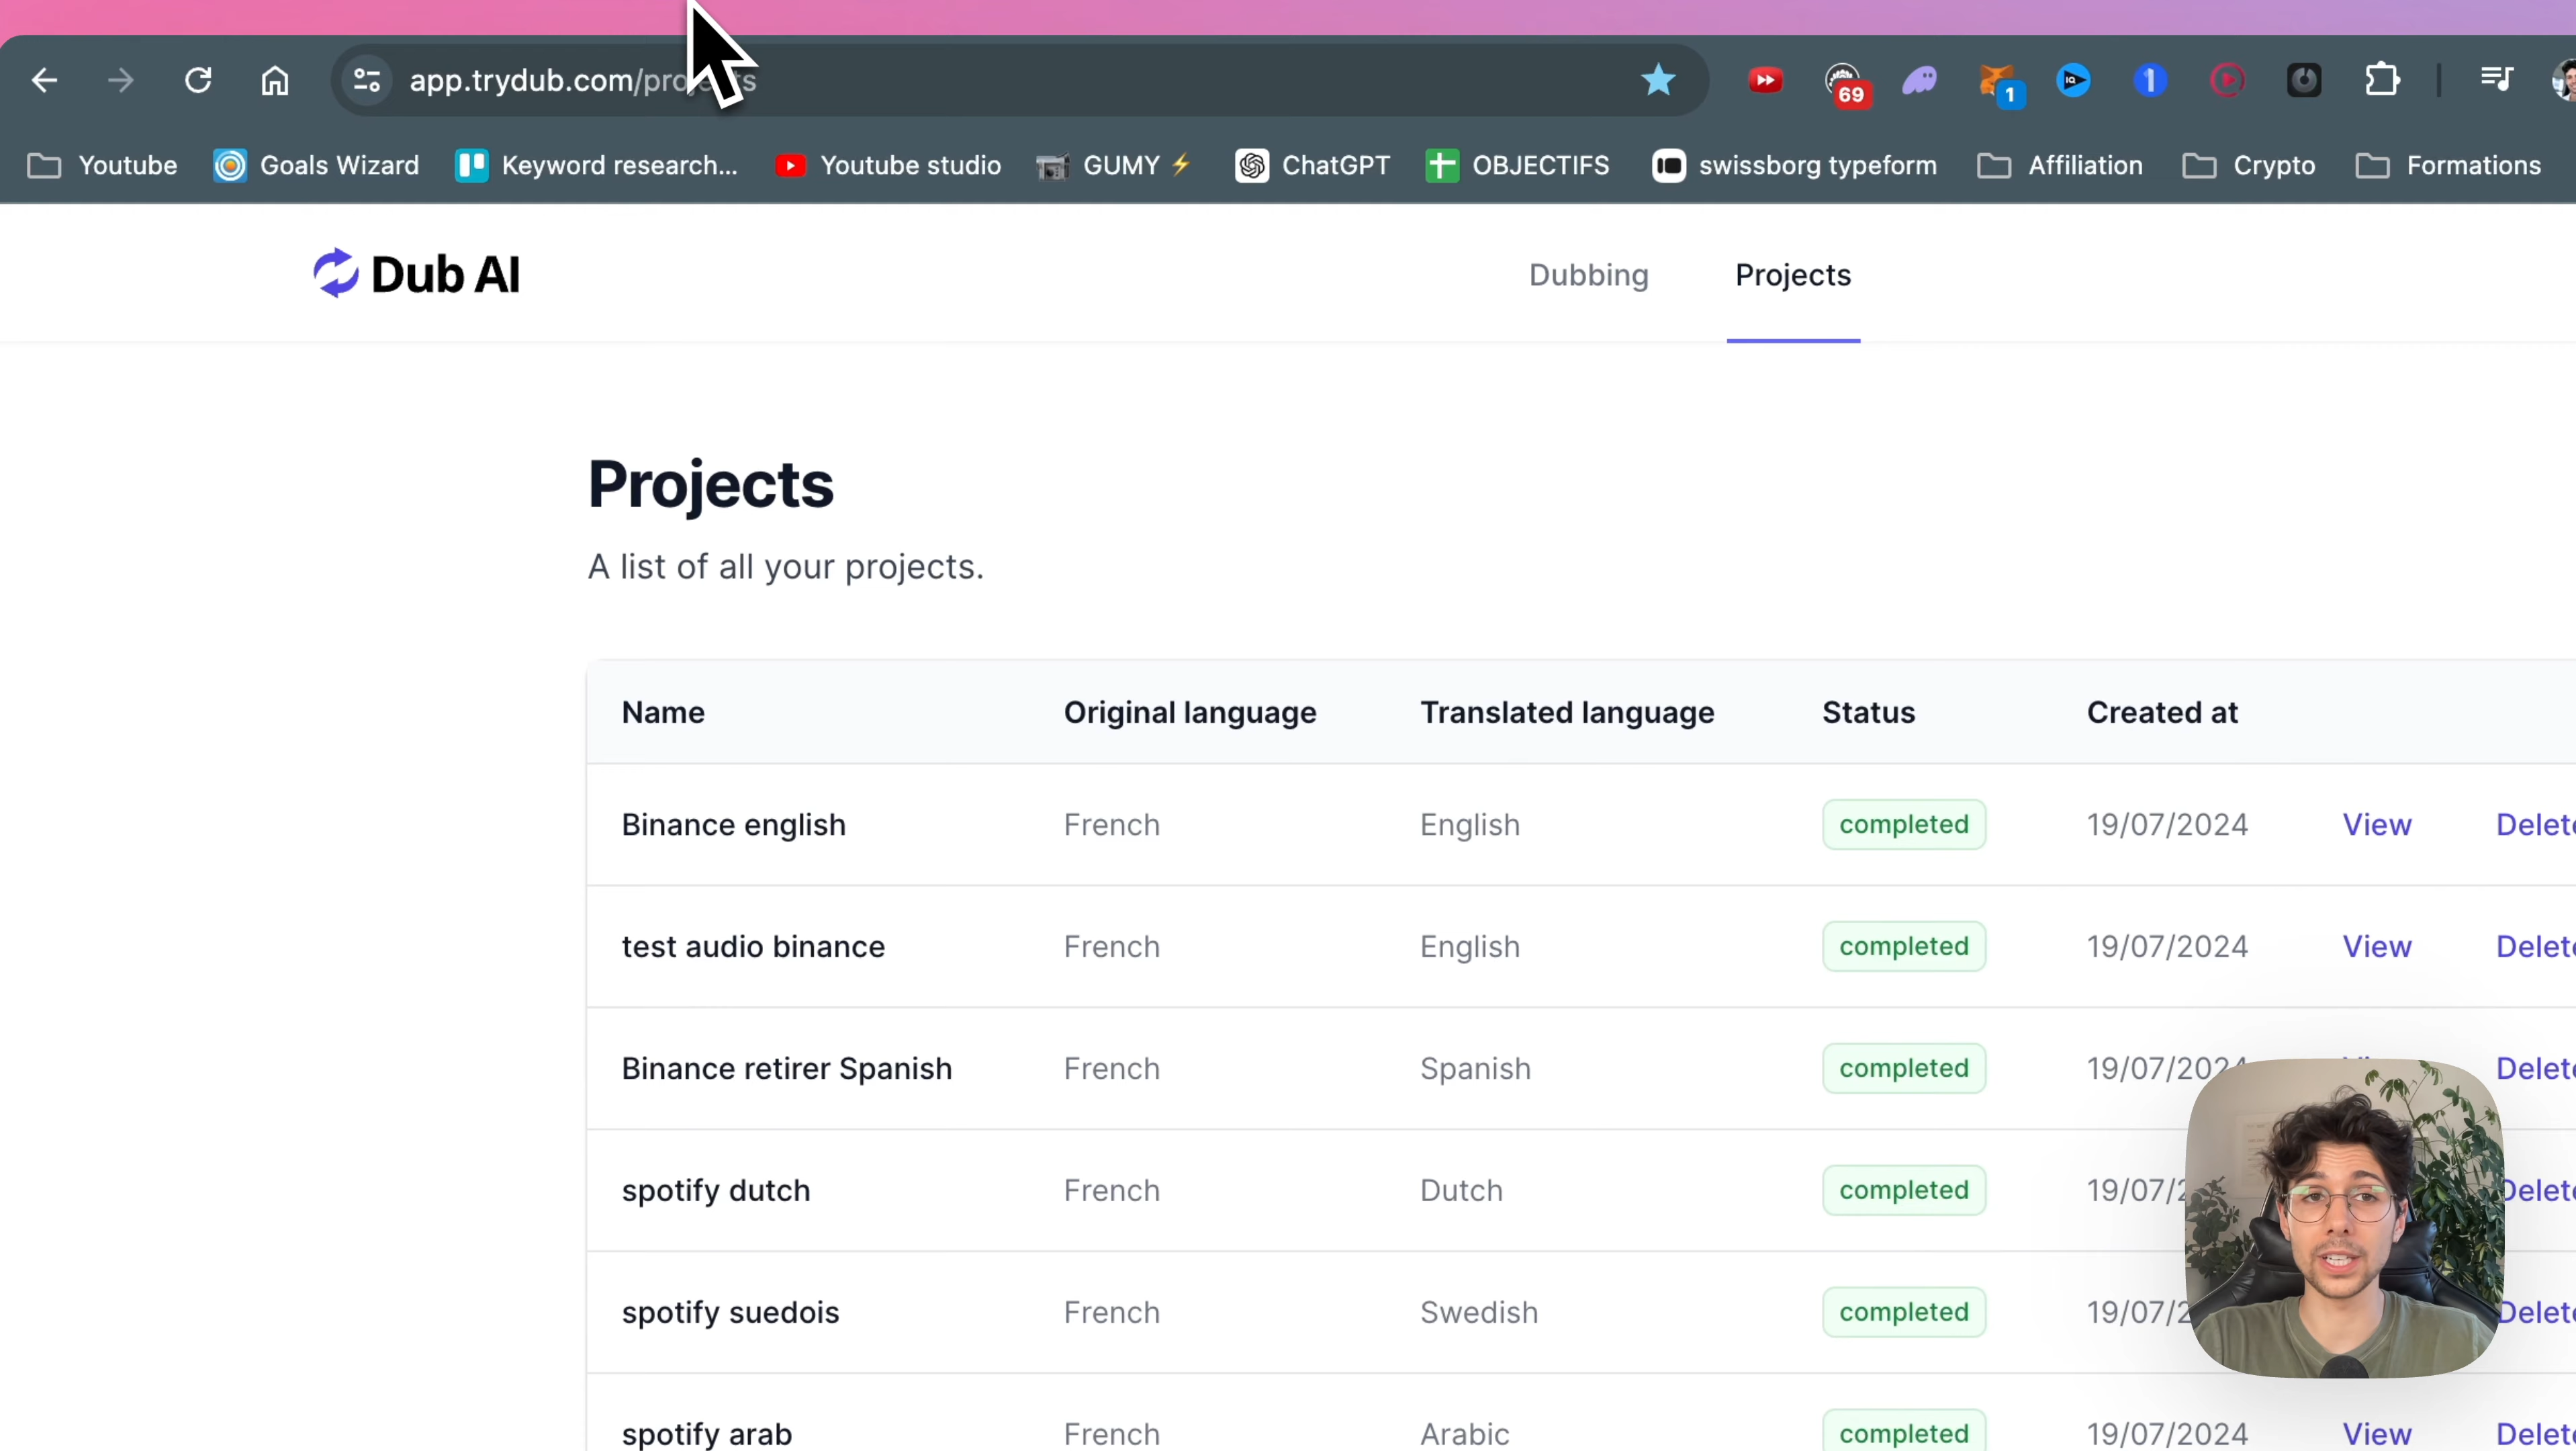 app.trydub.com/projects
69
1
IQ
1
Youtube
Goals Wizard
Keyword research...
Youtube studio
GUMY⚡
ChatGPT
OBJECTIFS
swissborg typeform
Affiliation
Crypto
Formations
Dub AI
Dubbing
Projects
Projects
A list of all your projects.
Name Original language Translated language Status Created at
Binance english French English completed 19/07/2024 View
test audio binance French English completed 19/07/2024 View
Binance retirer Spanish French Spanish completed
spotify dutch French Dutch completed
spotify suedois French Swedish completed
spotify arab French Arabic completed 19/07/2024 View